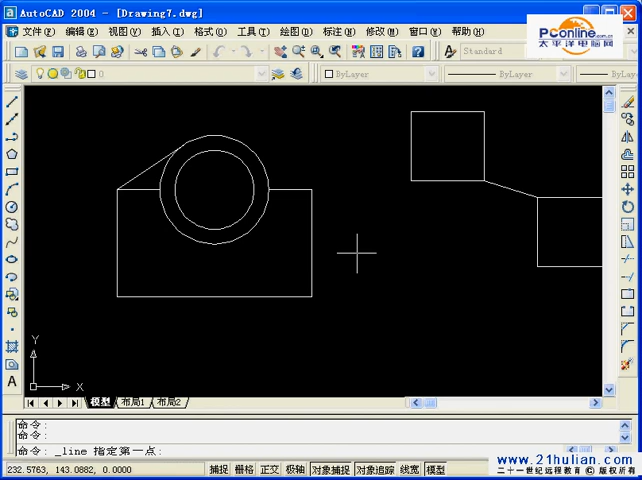 AutoCAD 2004 - [Drawing7.dwg]
文件(F) 编辑(E) 视图(V) 插入(I) 格式(O) 工具(T) 绘图(D) 标注(N) 修改(M) 窗口(W) 帮助(H)
PConline.com.cn
太平洋电脑网
Standard
0
ByLayer
ByLayer
ByLay
Y
X
模型 布局1 布局2
命令:
命令:
命令: _line 指定第一点:
232.5763, 143.0882, 0.0000
捕捉 栅格 正交 极轴 对象捕捉 对象追踪 线宽 模型
www.21hulian.com
二十一世纪远程教育 © 版权所有